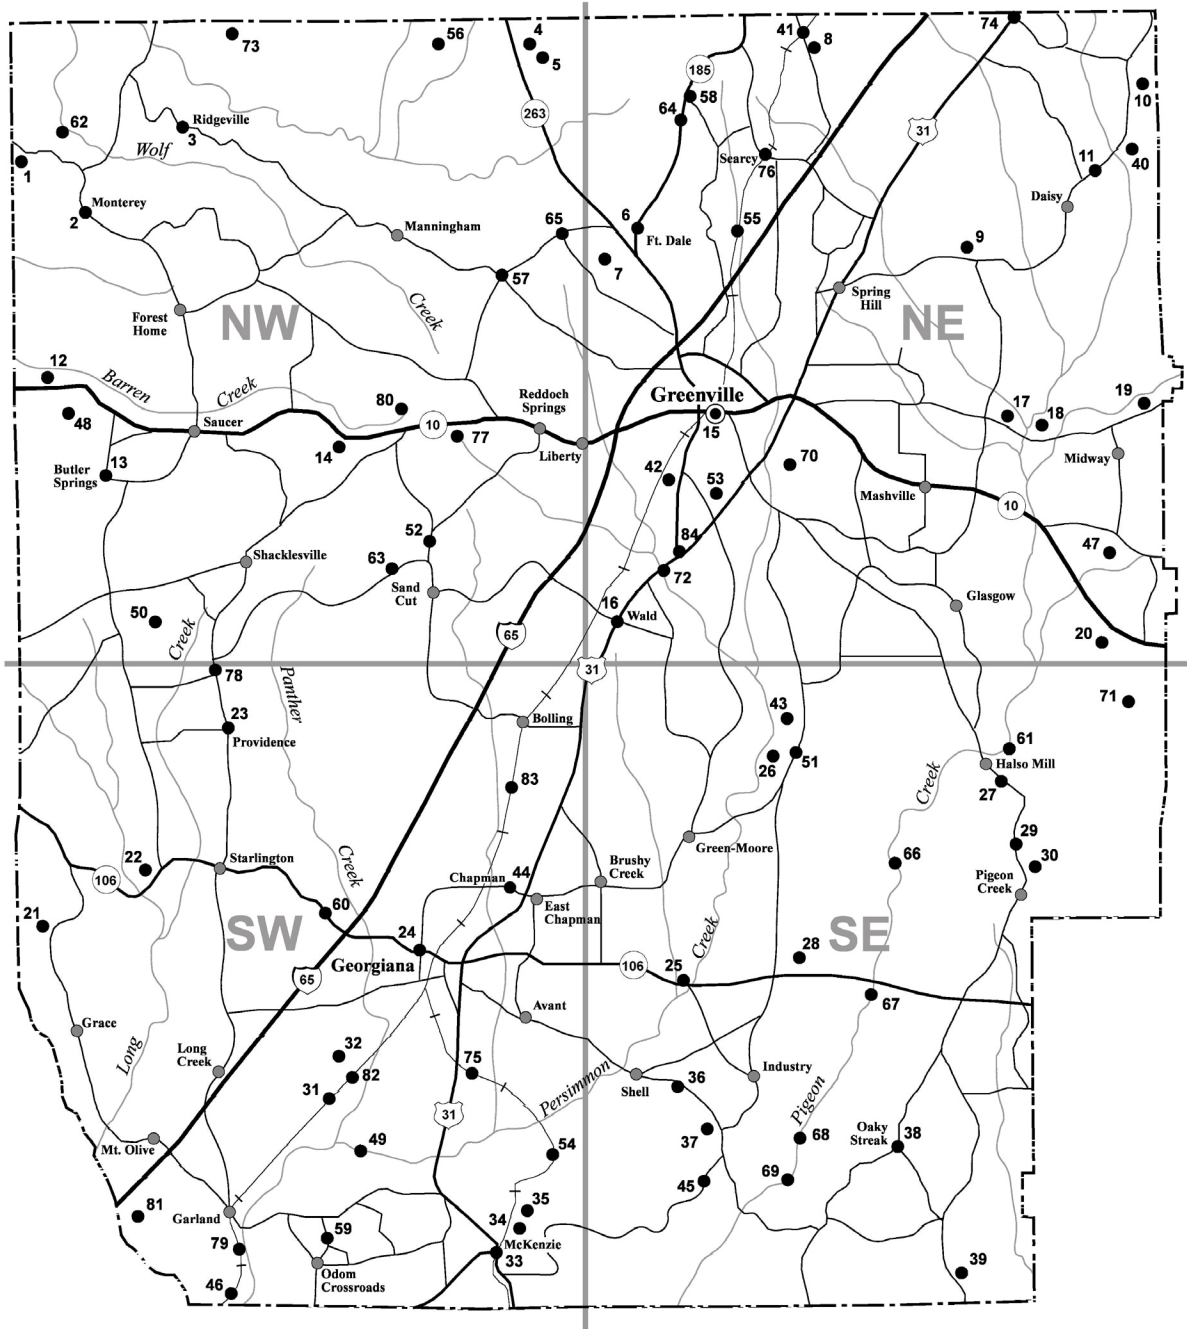 73
56
4
5
41
8
74
185
58
10
263
64
62
Ridgeville
3
Wolf
31
Searcy
76
11
40
1
Monterey
2
Daisy
Manningham
65
6
Ft. Dale
55
9
7
57
Spring
Hill
Creek
Forest
Home
NW
NE
12
Barren
Creek
48
80
Reddoch
Springs
Greenville
15
17
18
19
Saucer
10
77
Liberty
14
Butler
Springs
13
42
53
70
Midway
Mashville
10
52
84
47
Shacklesville
63
Sand
Cut
72
Glasgow
50
Creek
16
Wald
65
20
31
78
Panther
71
23
Providence
Bolling
43
61
Halso Mill
26
51
83
Creek
27
Green-Moore
29
30
22
Starlington
Creek
Chapman
44
Brushy
Creek
66
Pigeon
Creek
106
East
Chapman
21
60
SW
SE
24
Georgiana
Creek
28
65
106
25
67
Avant
Grace
Long
Long
Creek
32
82
31
75
Persimmon
Shell
36
Industry
Pigeon
31
37
68
Oaky
Streak
38
Mt. Olive
49
54
69
45
81
Garland
35
34
59
McKenzie
33
79
46
Odom
Crossroads
39